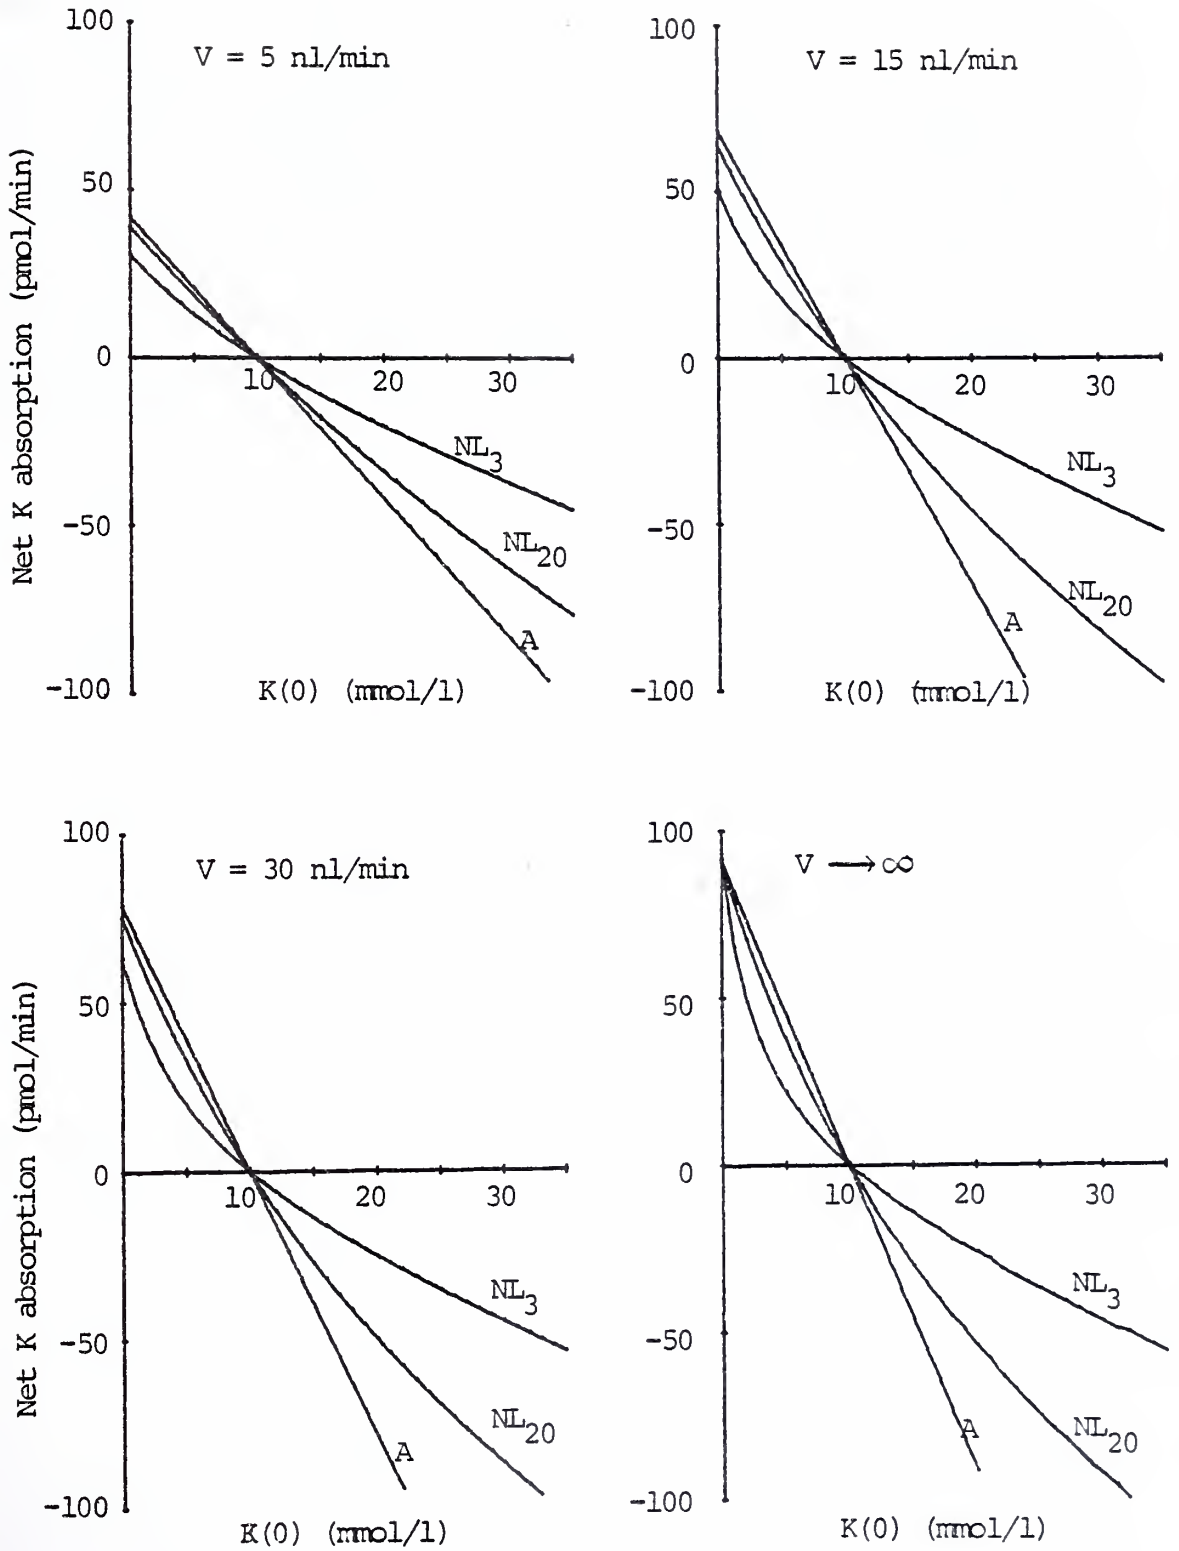 V = 5 nl/min
100
50
0
-50
-100
10
20
30
NL3
NL20
A
Net K absorption (pmol/min)
K(0) (mmol/l)
V = 15 nl/min
100
50
0
-50
-100
10
20
30
NL3
NL20
A
K(0) (mmol/l)
V = 30 nl/min
100
50
0
-50
-100
10
20
30
NL3
NL20
A
Net K absorption (pmol/min)
K(0) (mmol/l)
V → ∞
100
50
0
-50
-100
10
20
30
NL3
NL20
A
K(0) (mmol/l)